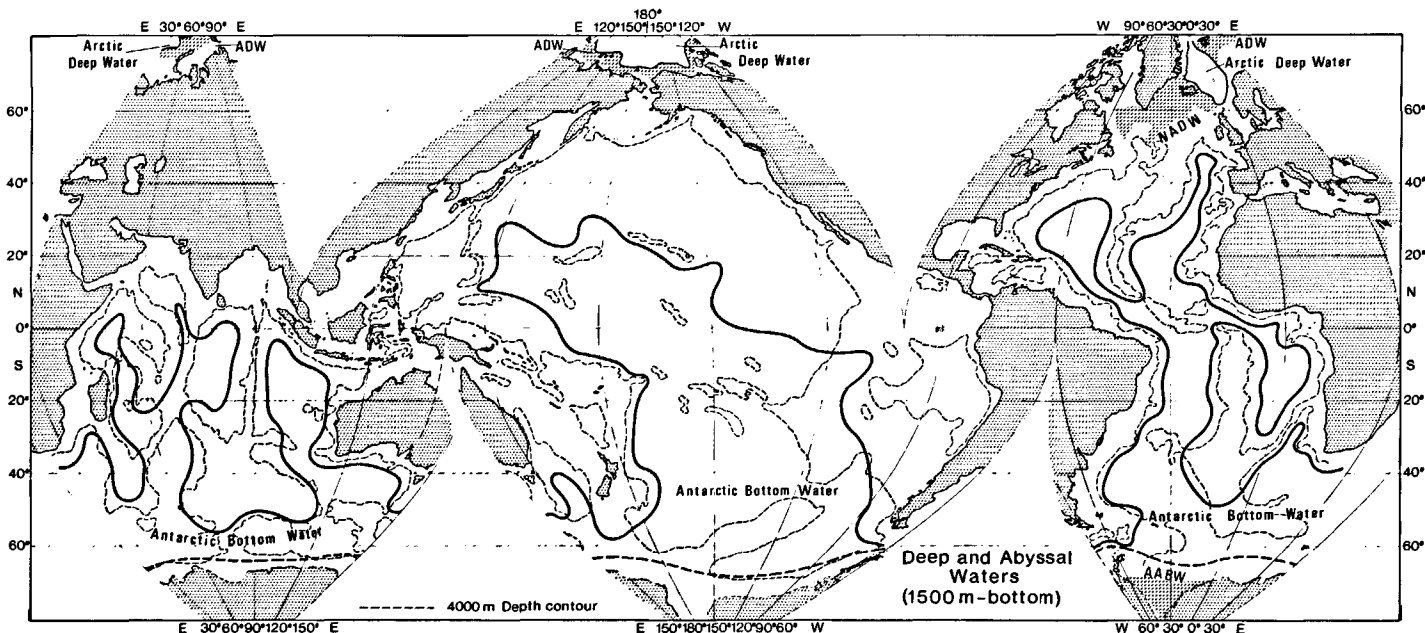 180°
E 30°60°90° E
E 120°150°|150°120° W
W 90°60°30°0°30° E
Arctic Deep Water
ADW
ADW
Arctic Deep Water
ADW
Arctic Deep Water
NADW
60°
40°
20°
N
0°
S
20°
40°
60°
60°
40°
20°
N
0°
S
20°
40°
60°
Antarctic Bottom Water
Antarctic Bottom Water
Antarctic Bottom Water
AABW
Deep and Abyssal
Waters
(1500 m-bottom)
4000 m Depth contour
E 30°60°90°120°150° E
E 150°180°150°120°90°60° W
W 60°30°0°30° E